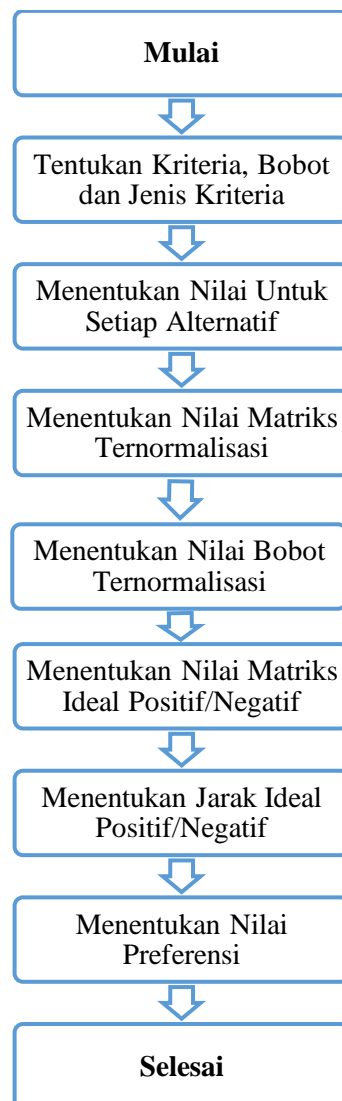 Mulai
Tentukan Kriteria, Bobot
dan Jenis Kriteria
Menentukan Nilai Untuk
Setiap Alternatif
Menentukan Nilai Matriks
Ternormalisasi
Menentukan Nilai Bobot
Ternormalisasi
Menentukan Nilai Matriks
Ideal Positif/Negatif
Menentukan Jarak Ideal
Positif/Negatif
Menentukan Nilai
Preferensi
Selesai